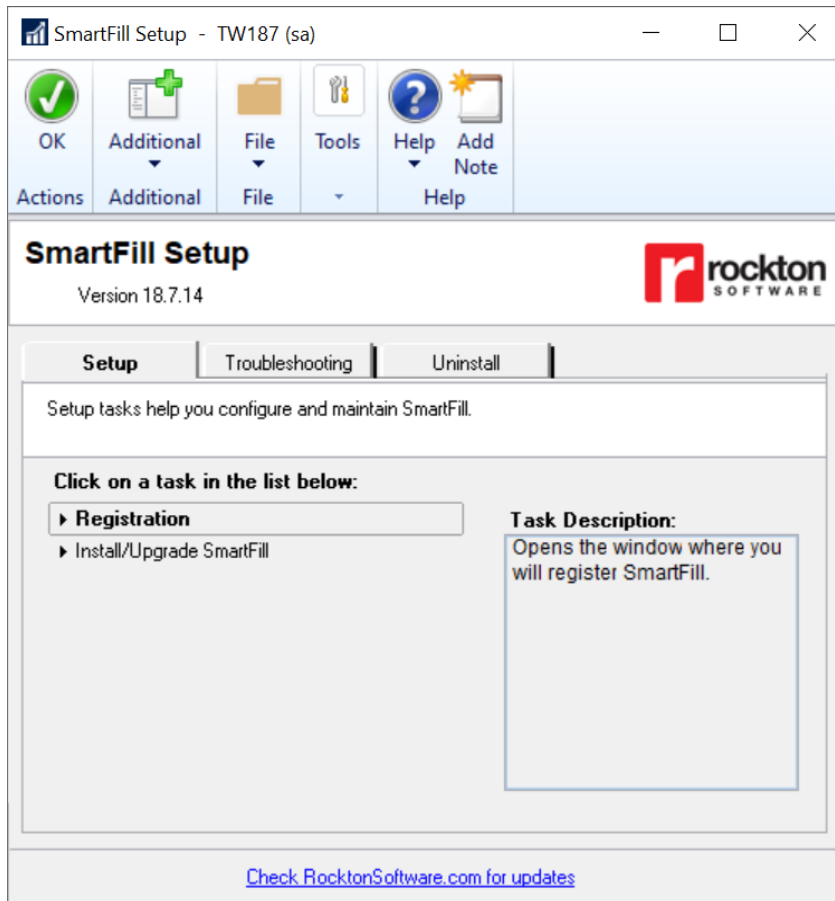 SmartFill Setup - TW187 (sa)
OK
Additional
File
Tools
Help
Add
Note
Actions
Additional
File
Help
SmartFill Setup
Version 18.7.14
rockton
SOFTWARE
Setup
Troubleshooting
Uninstall
Setup tasks help you configure and maintain SmartFill.
Click on a task in the list below:
Registration
Install/Upgrade SmartFill
Task Description:
Opens the window where you
will register SmartFill.
Check RocktonSoftware.com for updates